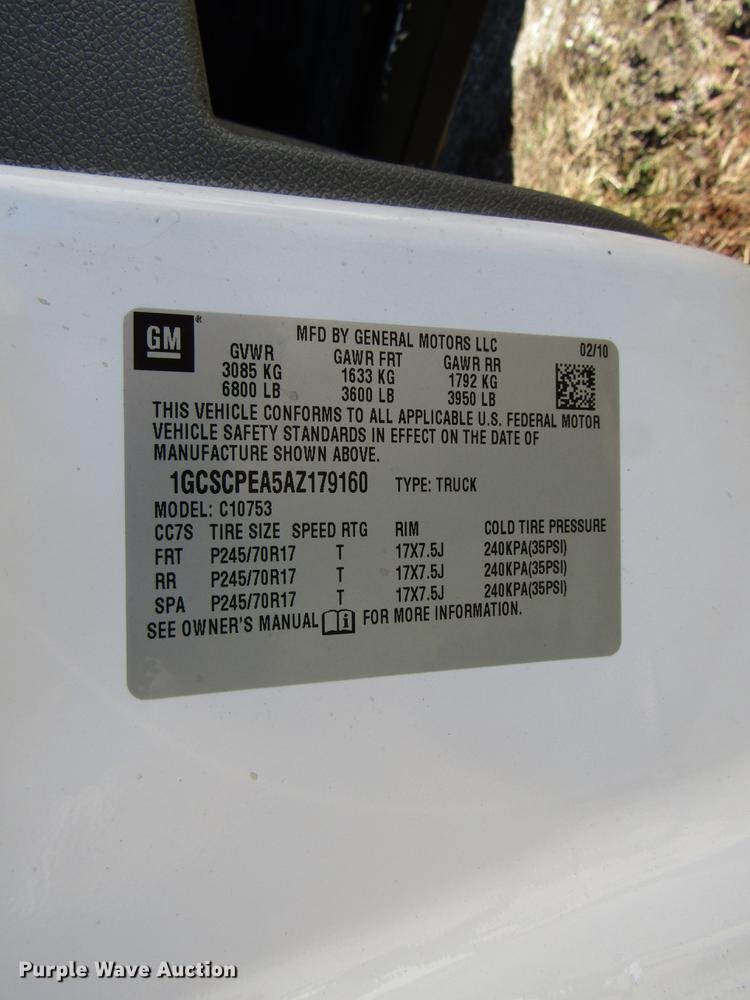 GM
MFD BY GENERAL MOTORS LLC 02/10
GVWR GAWR FRT GAWR RR
3085 KG 1633 KG 1792 KG
6800 LB 3600 LB 3950 LB
THIS VEHICLE CONFORMS TO ALL APPLICABLE U.S. FEDERAL MOTOR
VEHICLE SAFETY STANDARDS IN EFFECT ON THE DATE OF
MANUFACTURE SHOWN ABOVE.
1GCSCPEA5AZ179160 TYPE: TRUCK
MODEL: C10753
CC7S TIRE SIZE SPEED RTG RIM COLD TIRE PRESSURE
FRT P245/70R17 T 17X7.5J 240KPA(35PSI)
RR P245/70R17 T 17X7.5J 240KPA(35PSI)
SPA P245/70R17 T 17X7.5J 240KPA(35PSI)
SEE OWNER'S MANUAL i FOR MORE INFORMATION.
Purple Wave Auction